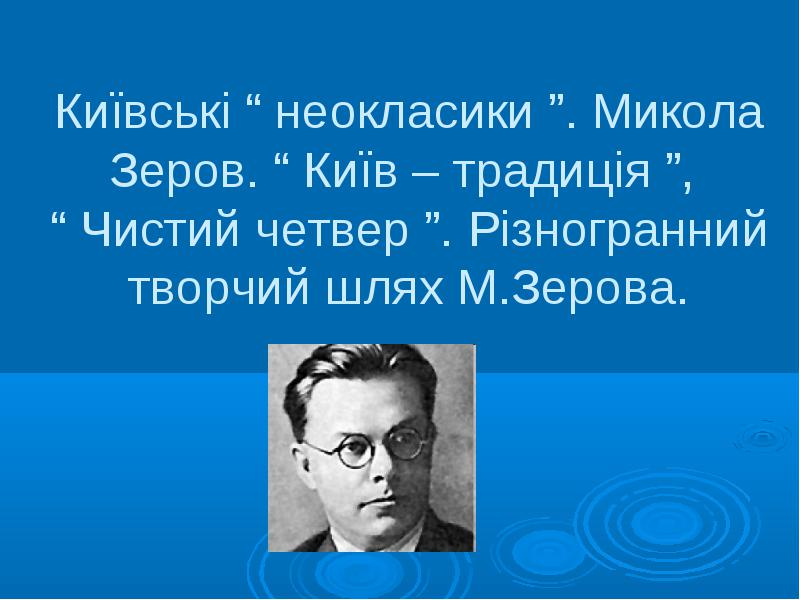 Київські “ неокласики ”. Микола
Зеров. “ Київ – традиція ”,
“ Чистий четвер ”. Різногранний
творчий шлях М.Зерова.